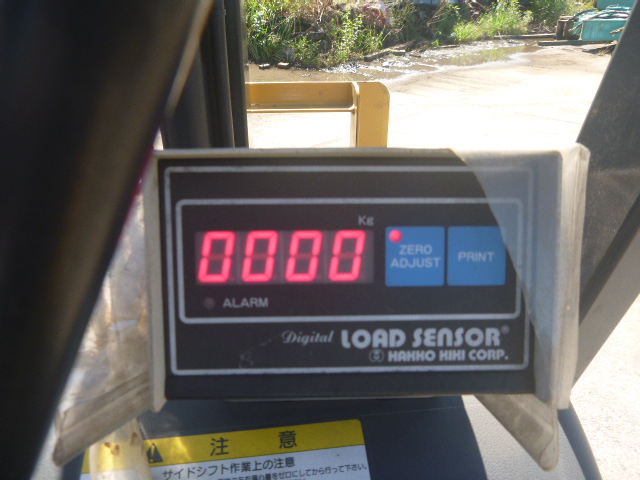 Kg
0000
ZERO ADJUST
PRINT
ALARM
Digital LOAD SENSOR®
HAKKO KIKI CORP.
注 意
サイドシフト作業上の注意